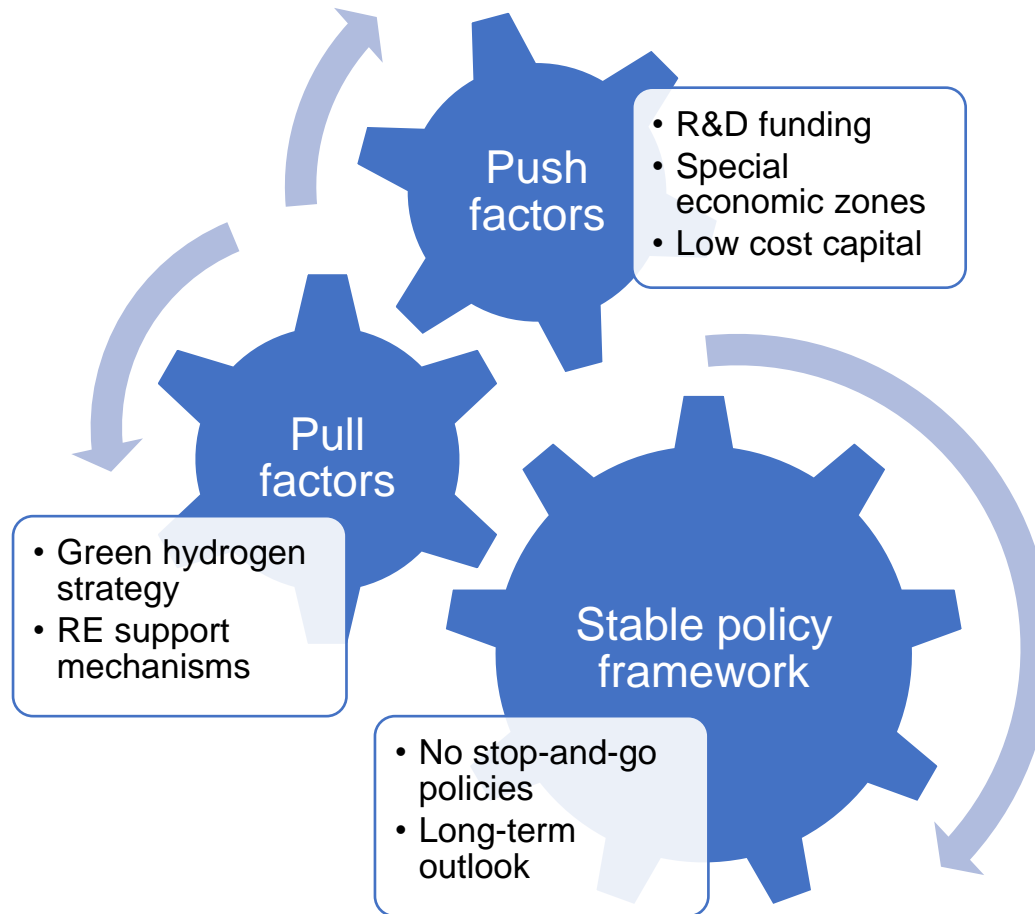 Push
factors
• R&D funding
• Special
economic zones
• Low cost capital
Pull
factors
• Green hydrogen
strategy
• RE support
mechanisms
Stable policy
framework
• No stop-and-go
policies
• Long-term
outlook